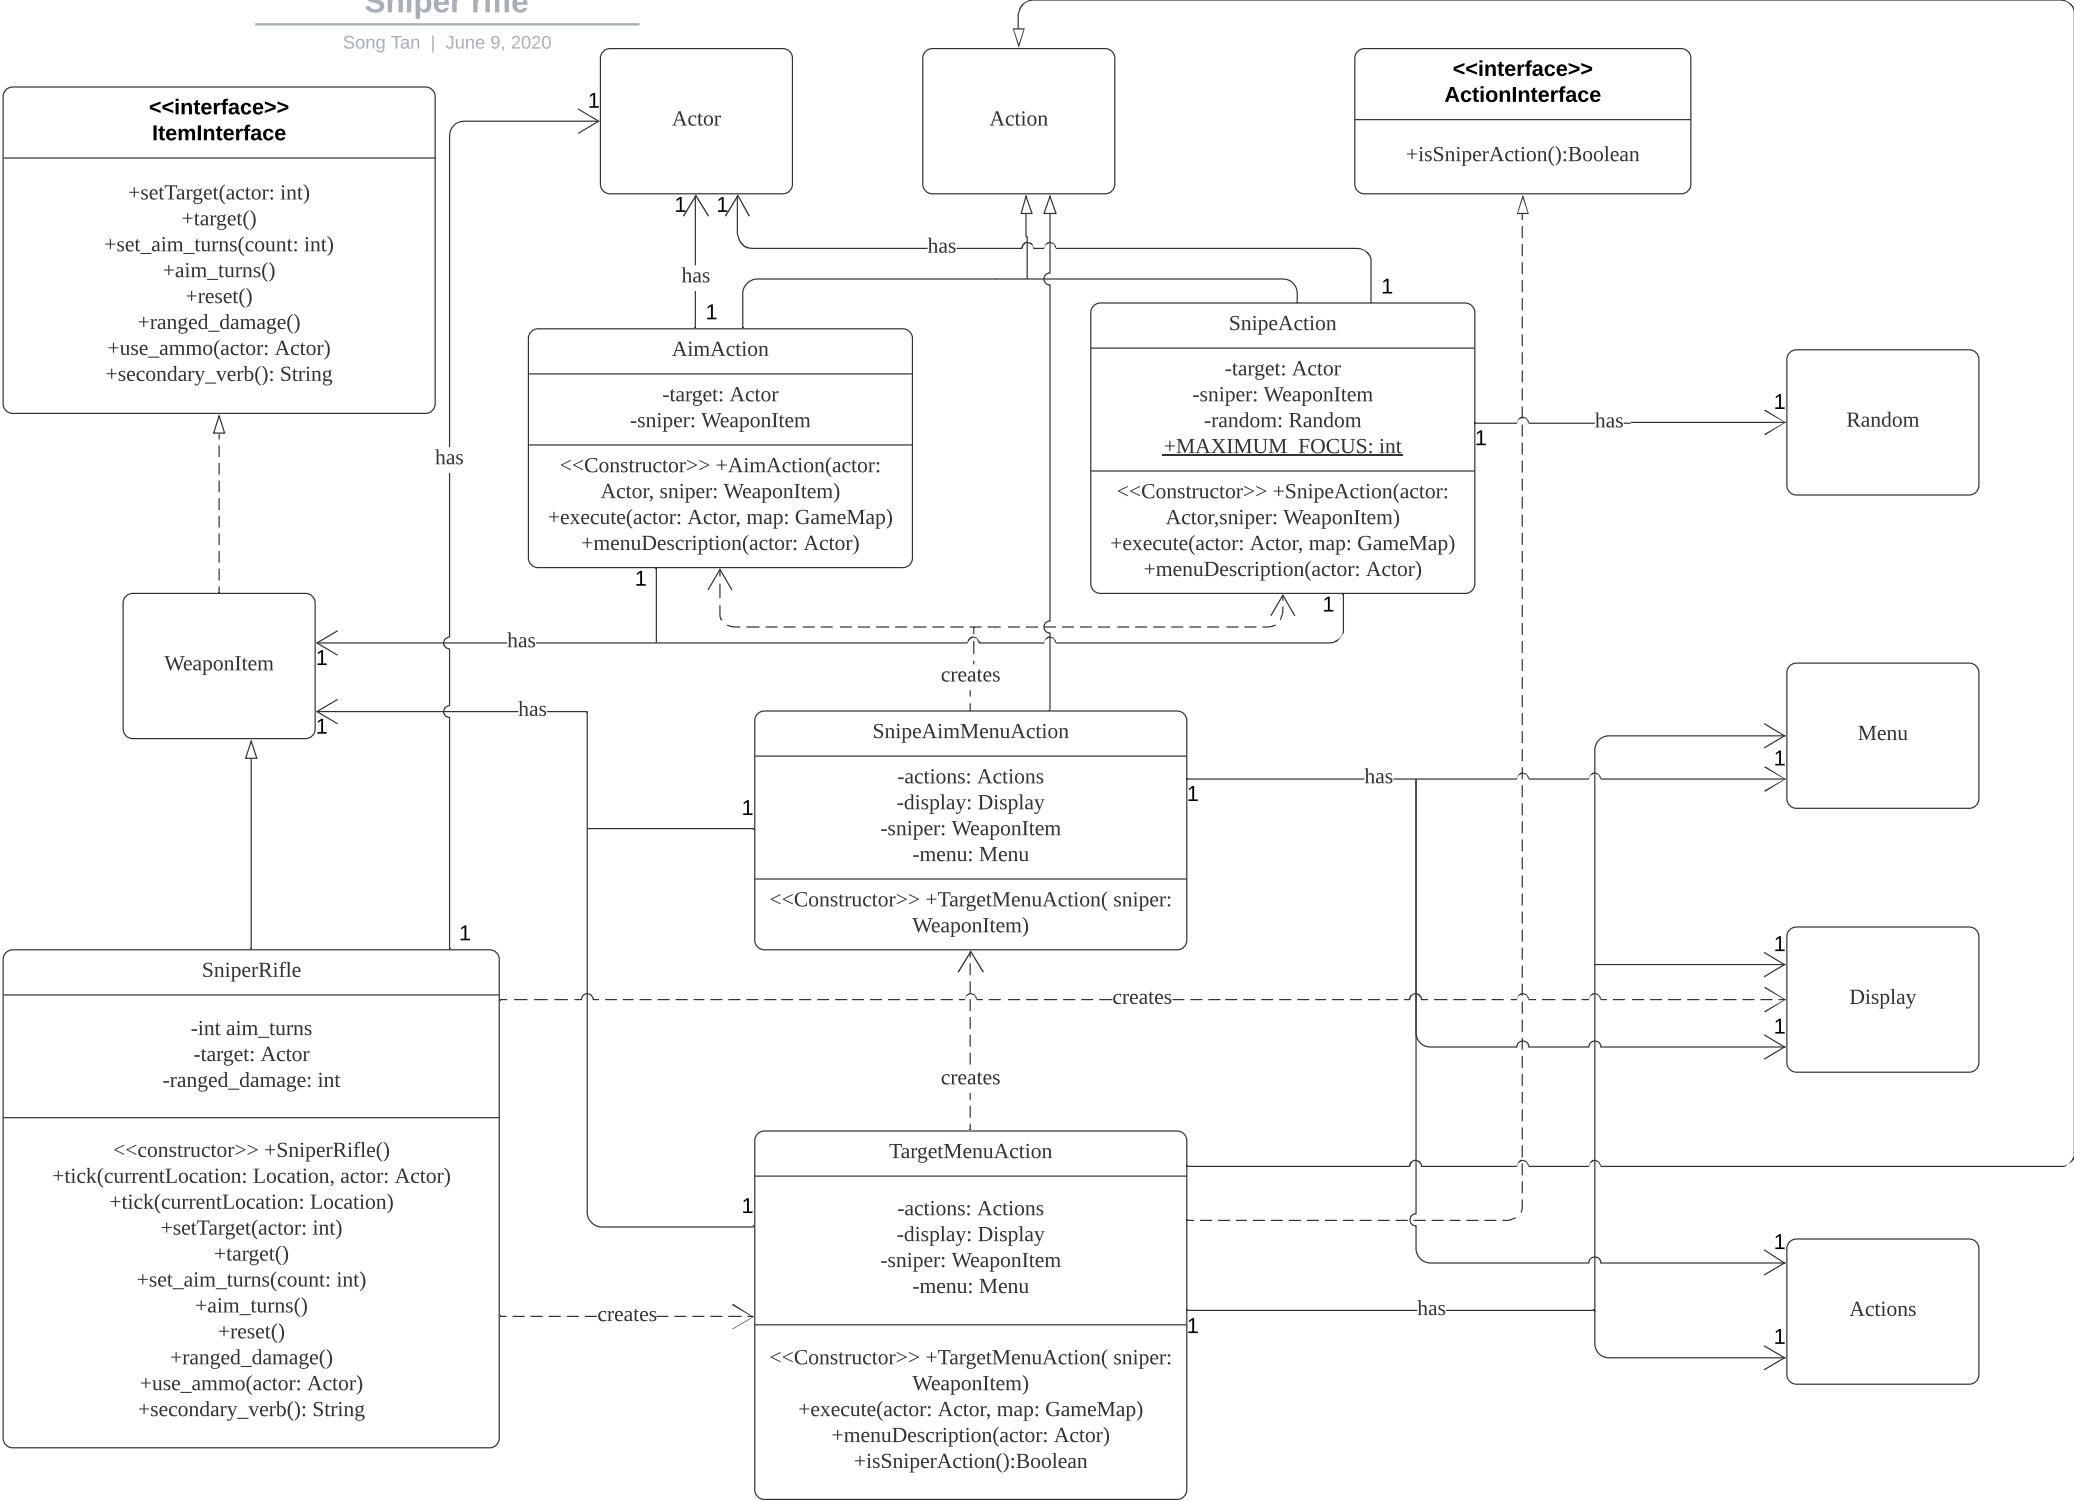 Sniper rifle
Song Tan | June 9, 2020
<<interface>>
ItemInterface
+setTarget(actor: int)
+target()
+set_aim_turns(count: int)
+aim_turns()
+reset()
+ranged_damage()
+use_ammo(actor: Actor)
+secondary_verb(): String
Actor
Action
<<interface>>
ActionInterface
+isSniperAction():Boolean
1
1
1
has
has
1
1
AimAction
-target: Actor
-sniper: WeaponItem
<<Constructor>> +AimAction(actor:
Actor, sniper: WeaponItem)
+execute(actor: Actor, map: GameMap)
+menuDescription(actor: Actor)
SnipeAction
-target: Actor
-sniper: WeaponItem
-random: Random
+MAXIMUM_FOCUS: int
<<Constructor>> +SnipeAction(actor:
Actor,sniper: WeaponItem)
+execute(actor: Actor, map: GameMap)
+menuDescription(actor: Actor)
1
has
1
Random
has
1
1
has
1
WeaponItem
has
1
creates
SnipeAimMenuAction
-actions: Actions
-display: Display
-sniper: WeaponItem
-menu: Menu
<<Constructor>> +TargetMenuAction( sniper:
WeaponItem)
1
1
has
1
Menu
1
SniperRifle
-int aim_turns
-target: Actor
-ranged_damage: int
<<constructor>> +SniperRifle()
+tick(currentLocation: Location, actor: Actor)
+tick(currentLocation: Location)
+setTarget(actor: int)
+target()
+set_aim_turns(count: int)
+aim_turns()
+reset()
+ranged_damage()
+use_ammo(actor: Actor)
+secondary_verb(): String
creates
1
1
Display
creates
creates
1
TargetMenuAction
-actions: Actions
-display: Display
-sniper: WeaponItem
-menu: Menu
<<Constructor>> +TargetMenuAction( sniper:
WeaponItem)
+execute(actor: Actor, map: GameMap)
+menuDescription(actor: Actor)
+isSniperAction():Boolean
1
has
1
1
Actions